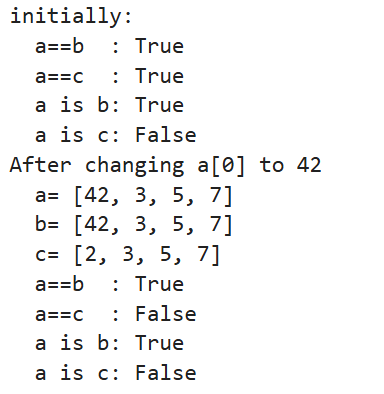 initially:
  a==b  : True
  a==c  : True
  a is b: True
  a is c: False
After changing a[0] to 42
  a= [42, 3, 5, 7]
  b= [42, 3, 5, 7]
  c= [2, 3, 5, 7]
  a==b  : True
  a==c  : False
  a is b: True
  a is c: False